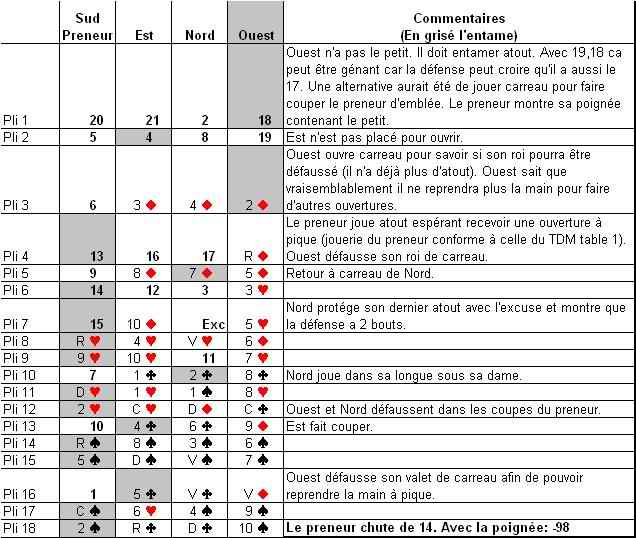 Sud Preneur Est Nord Ouest Commentaires (En grisé l'entame)
Ouest n'a pas le petit. Il doit entamer atout. Avec 19,18 ca
peut être génant car la défense peut croire qu'il a aussi le
17. Une alternative aurait été de jouer carreau pour faire
couper le preneur d'emblée. Le preneur montre sa poignée
Pli 1 20 21 2 18 contenant le petit.
Pli 2 5 4 8 19 Est n'est pas placé pour ouvrir.
Ouest ouvre carreau pour savoir si son roi pourra être
défaussé (il n'a déjà plus d'atout). Ouest sait que
vraisemblablement il ne reprendra plus la main pour faire
Pli 3 6 3 ♦ 4 ♦ 2 ♦ d'autres ouvertures.
Le preneur joue atout espérant recevoir une ouverture à
pique (jouerie du preneur conforme à celle du TDM table 1).
Pli 4 13 16 17 R ♦ Ouest défausse son roi de carreau.
Pli 5 9 8 ♦ 7 ♦ 5 ♦ Retour à carreau de Nord.
Pli 6 14 12 3 3 ♥
Nord protége son dernier atout avec l'excuse et montre que
Pli 7 15 10 ♦ Exc 5 ♥ la défense a 2 bouts.
Pli 8 R ♥ 4 ♥ V ♥ 6 ♦
Pli 9 9 ♥ 10 ♥ 11 7 ♥
Pli 10 7 1 ♣ 2 ♣ 8 ♣ Nord joue dans sa longue sous sa dame.
Pli 11 D ♥ 1 ♥ 1 ♠ 8 ♥
Pli 12 2 ♥ C ♥ D ♦ C ♣ Ouest et Nord défaussent dans les coupes du preneur.
Pli 13 10 4 ♣ 6 ♣ 9 ♦ Est fait couper.
Pli 14 R ♠ 8 ♠ 3 ♠ 6 ♠
Pli 15 5 ♠ D ♠ V ♠ 7 ♠
Ouest défausse son valet de carreau afin de pouvoir
Pli 16 1 5 ♣ V ♣ V ♦ reprendre la main à pique.
Pli 17 C ♠ 6 ♥ 4 ♠ 9 ♠
Pli 18 2 ♠ R ♣ D ♣ 10 ♠ Le preneur chute de 14. Avec la poignée: -98